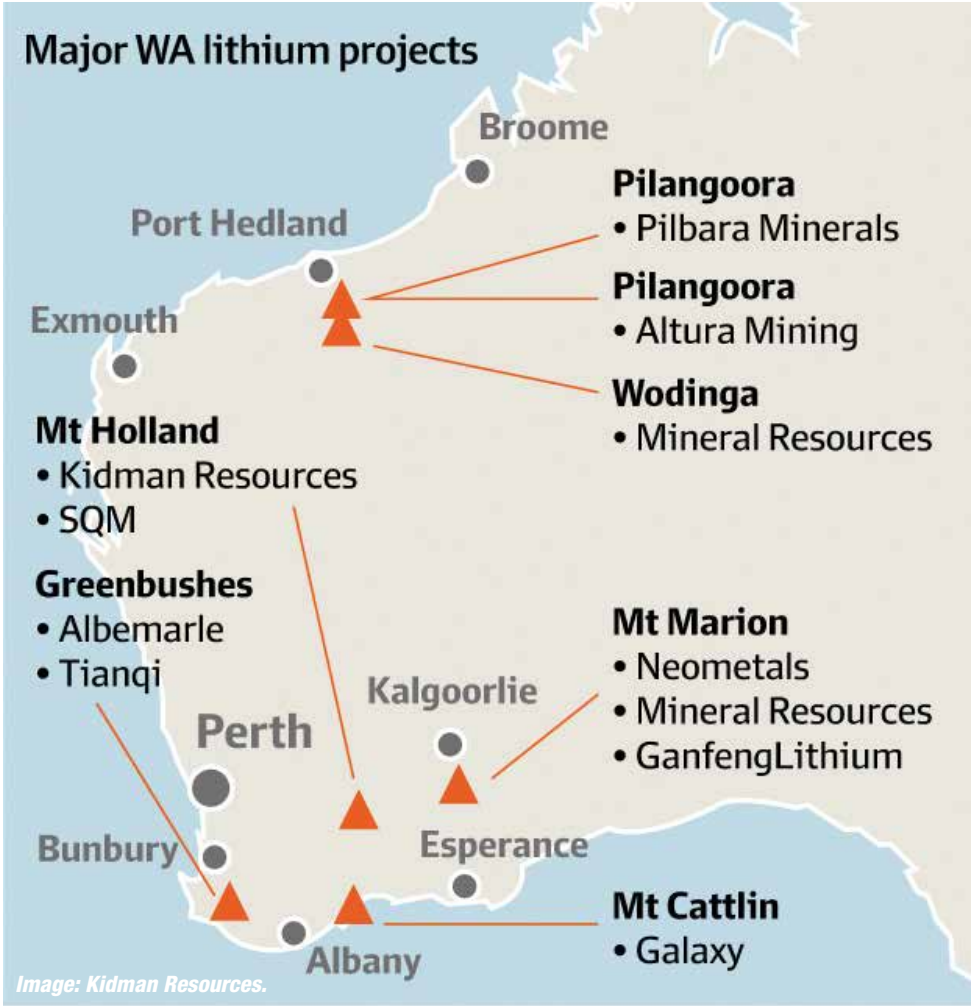 Major WA lithium projects
Broome
Pilangoora
• Pilbara Minerals
Port Hedland
Pilangoora
• Altura Mining
Exmouth
Wodinga
• Mineral Resources
Mt Holland
• Kidman Resources
• SQM
Greenbushes
• Albemarle
• Tianqi
Mt Marion
• Neometals
• Mineral Resources
• GanfengLithium
Kalgoorlie
Perth
Bunbury
Esperance
Mt Cattlin
• Galaxy
Albany
Image: Kidman Resources.